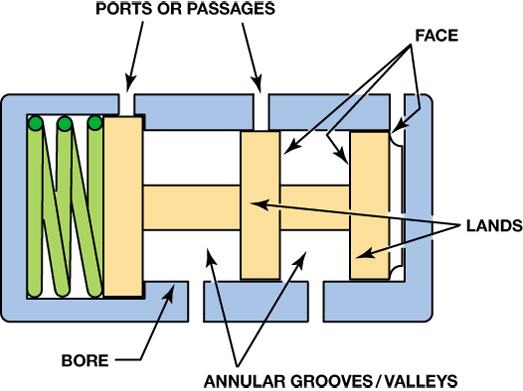 PORTS OR PASSAGES
FACE
LANDS
BORE
ANNULAR GROOVES/VALLEYS